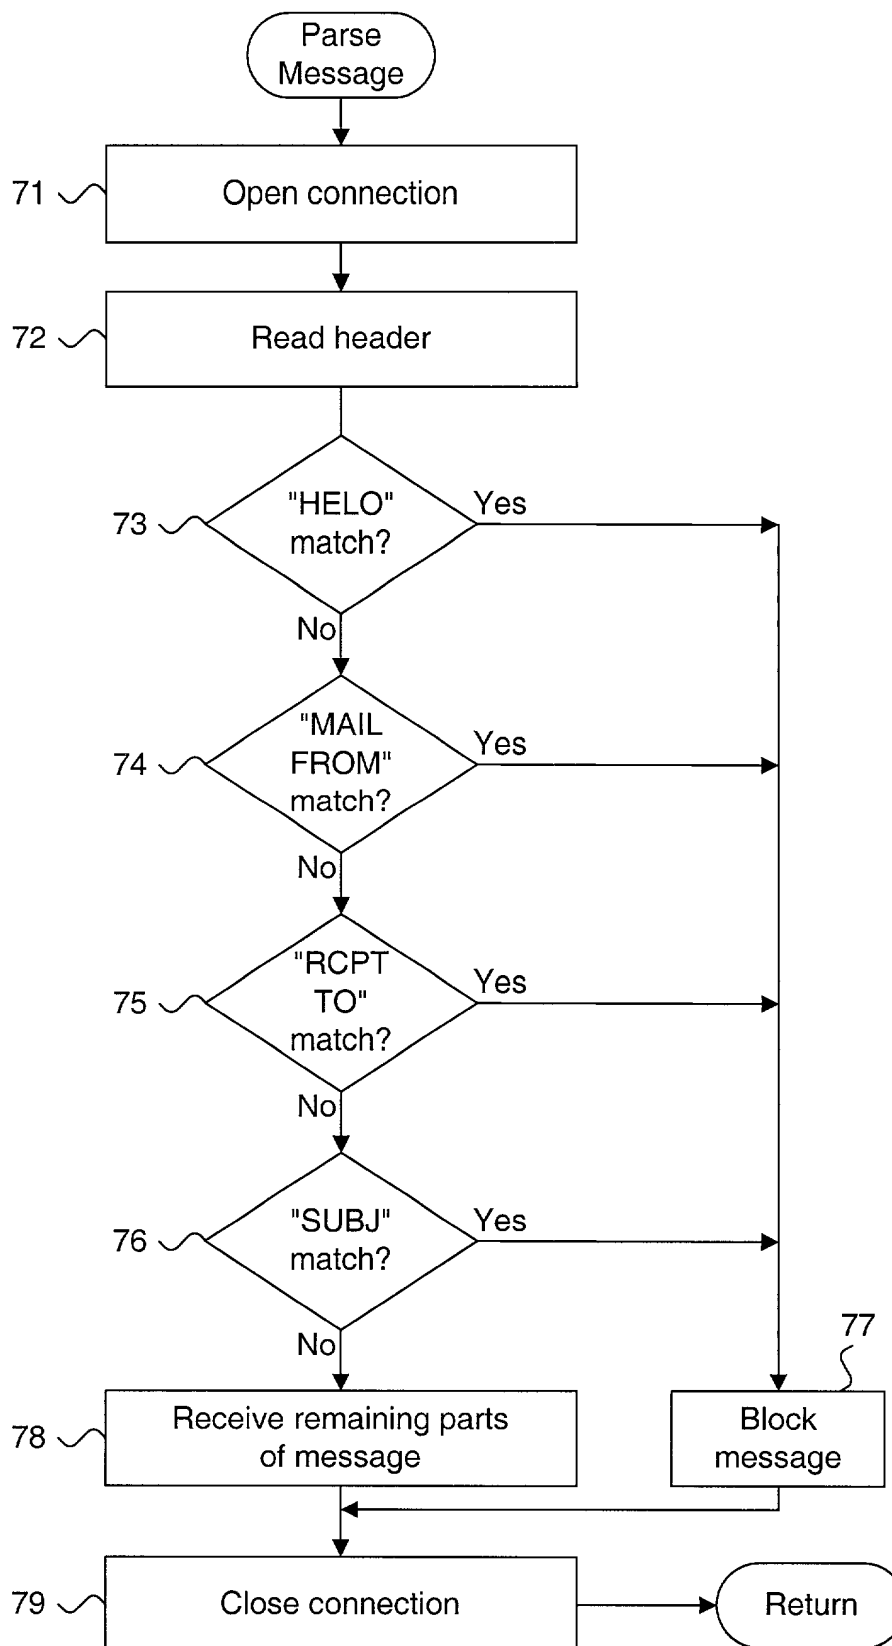 Parse
Message
71
Open connection
72
Read header
73
"HELO"
match?
Yes
No
74
"MAIL
FROM"
match?
Yes
No
75
"RCPT
TO"
match?
Yes
No
76
"SUBJ"
match?
Yes
No
77
78
Receive remaining parts
of message
Block
message
79
Close connection
Return